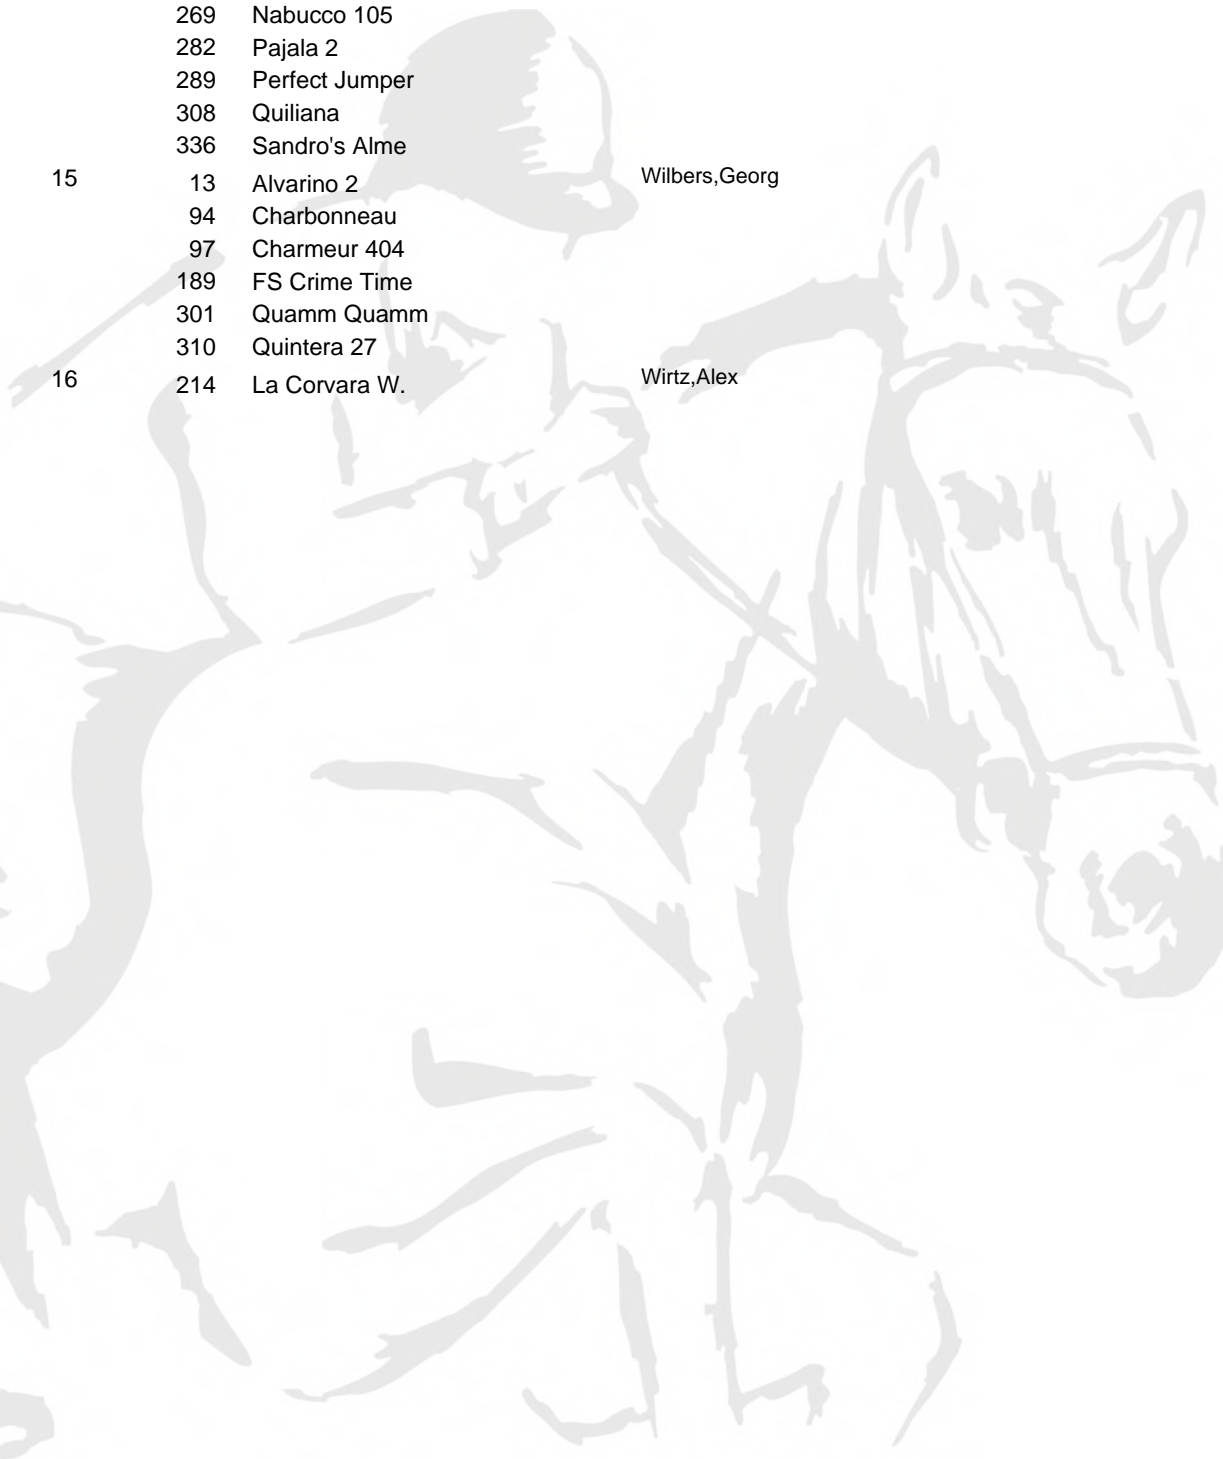 269 Nabucco 105
282 Pajala 2
289 Perfect Jumper
308 Quiliana
336 Sandro's Alme
15 13 Alvarino 2 Wilbers,Georg
94 Charbonneau
97 Charmeur 404
189 FS Crime Time
301 Quamm Quamm
310 Quintera 27
16 214 La Corvara W. Wirtz,Alex